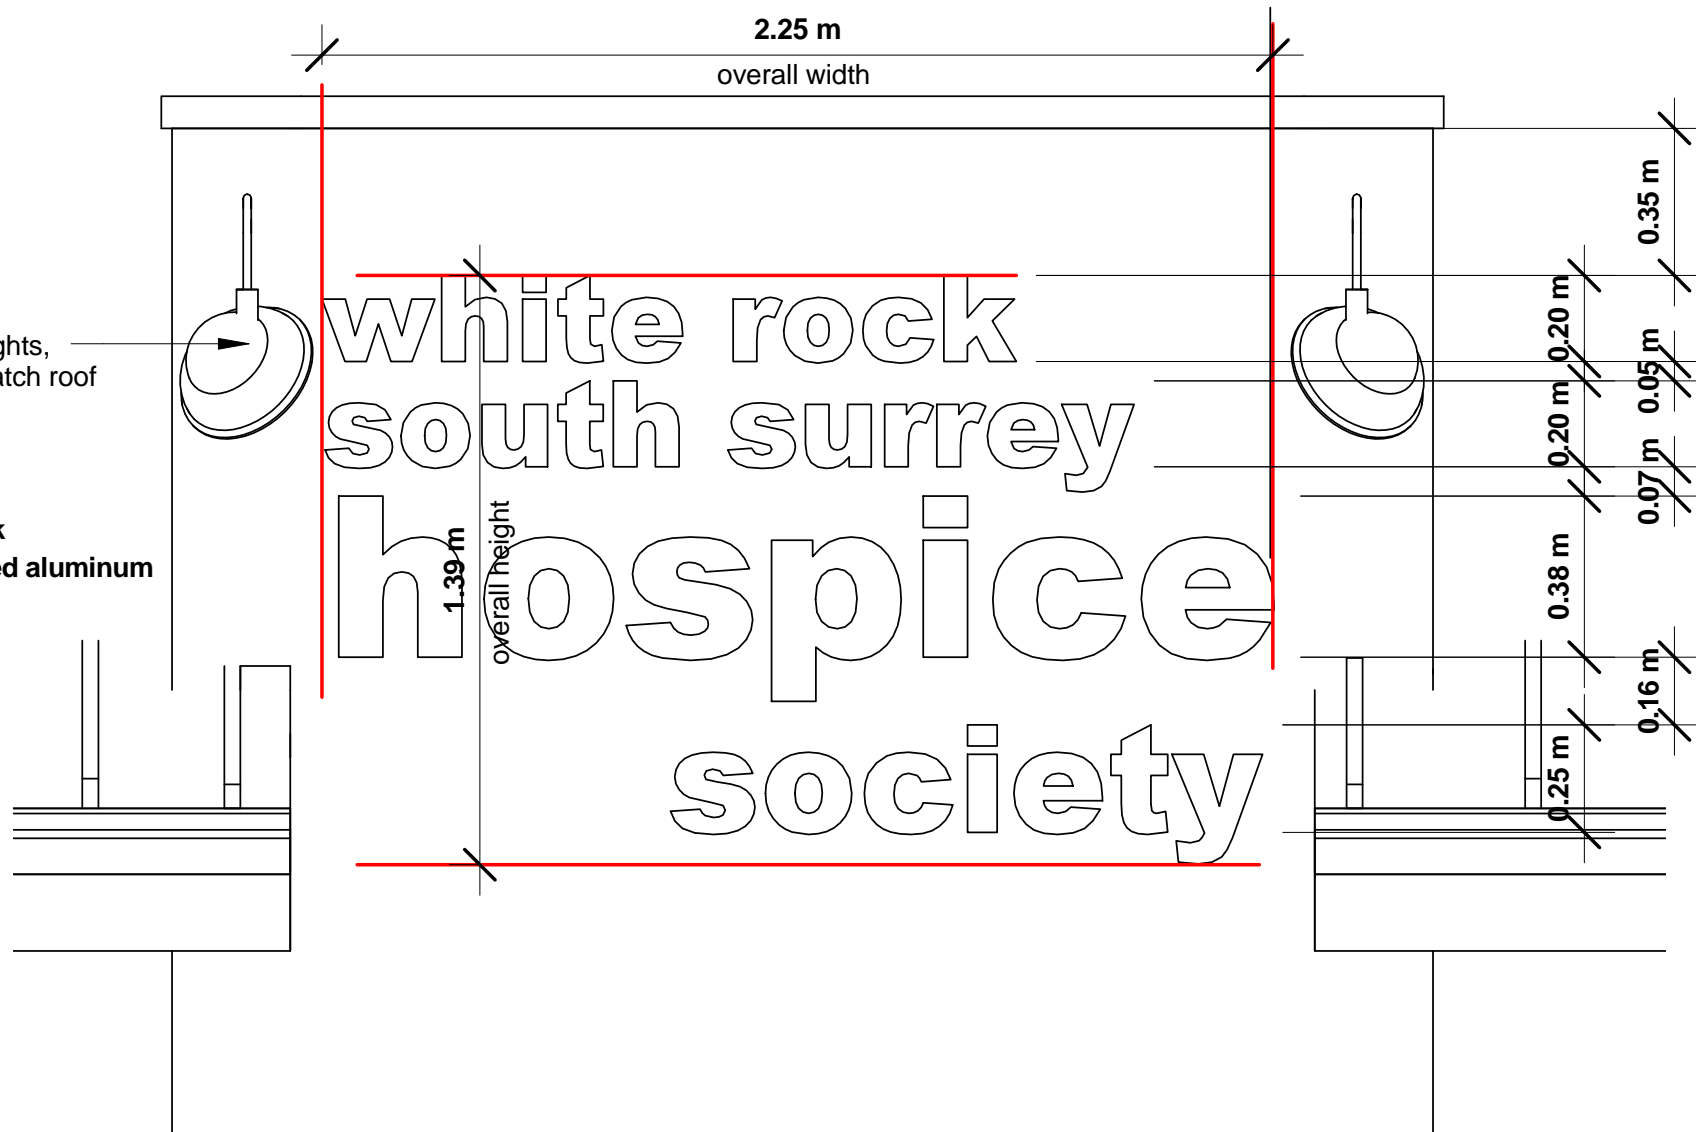 2.25 m
overall width
0.35 m
white rock
0.20 m
0.05 m
ghts,
atch roof
south surrey
0.20 m
0.07 m
k
ed aluminum
hospice
1.39 m
overall height
0.38 m
0.16 m
society
0.25 m